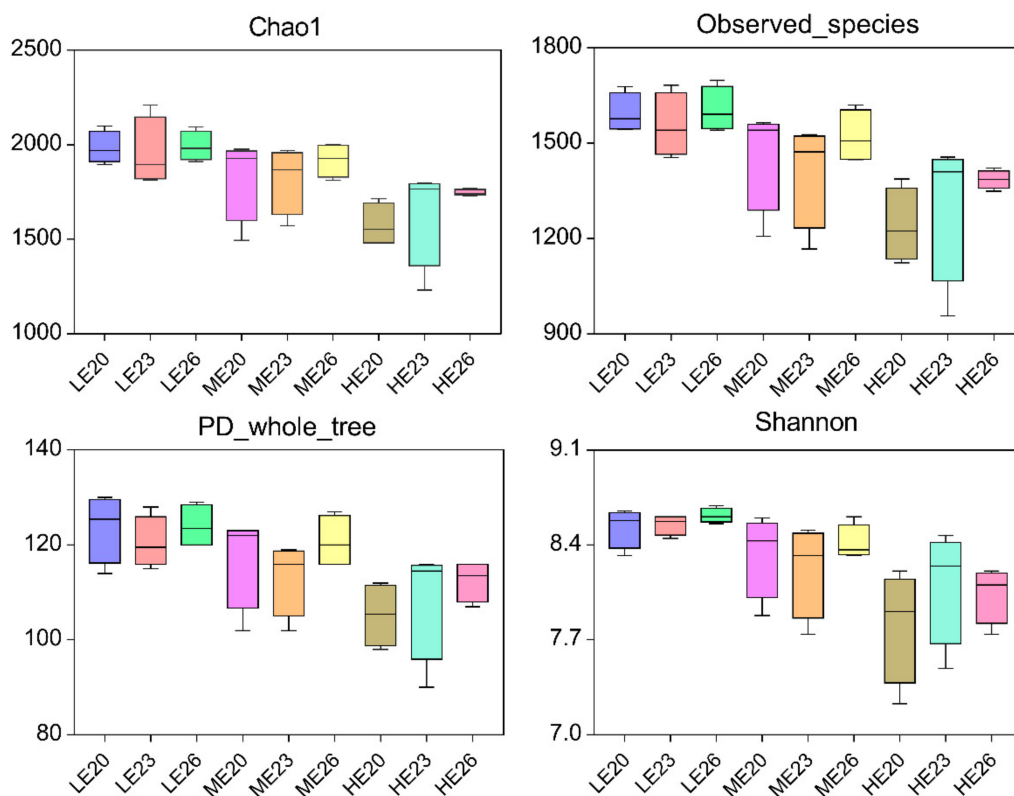 Chao1
2500
2000
1500
1000
LE20 LE23 LE26 ME20 ME23 ME26 HE20 HE23 HE26
Observed_species
1800
1500
1200
900
LE20 LE23 LE26 ME20 ME23 ME26 HE20 HE23 HE26
PD_whole_tree
140
120
100
80
LE20 LE23 LE26 ME20 ME23 ME26 HE20 HE23 HE26
Shannon
9.1
8.4
7.7
7.0
LE20 LE23 LE26 ME20 ME23 ME26 HE20 HE23 HE26